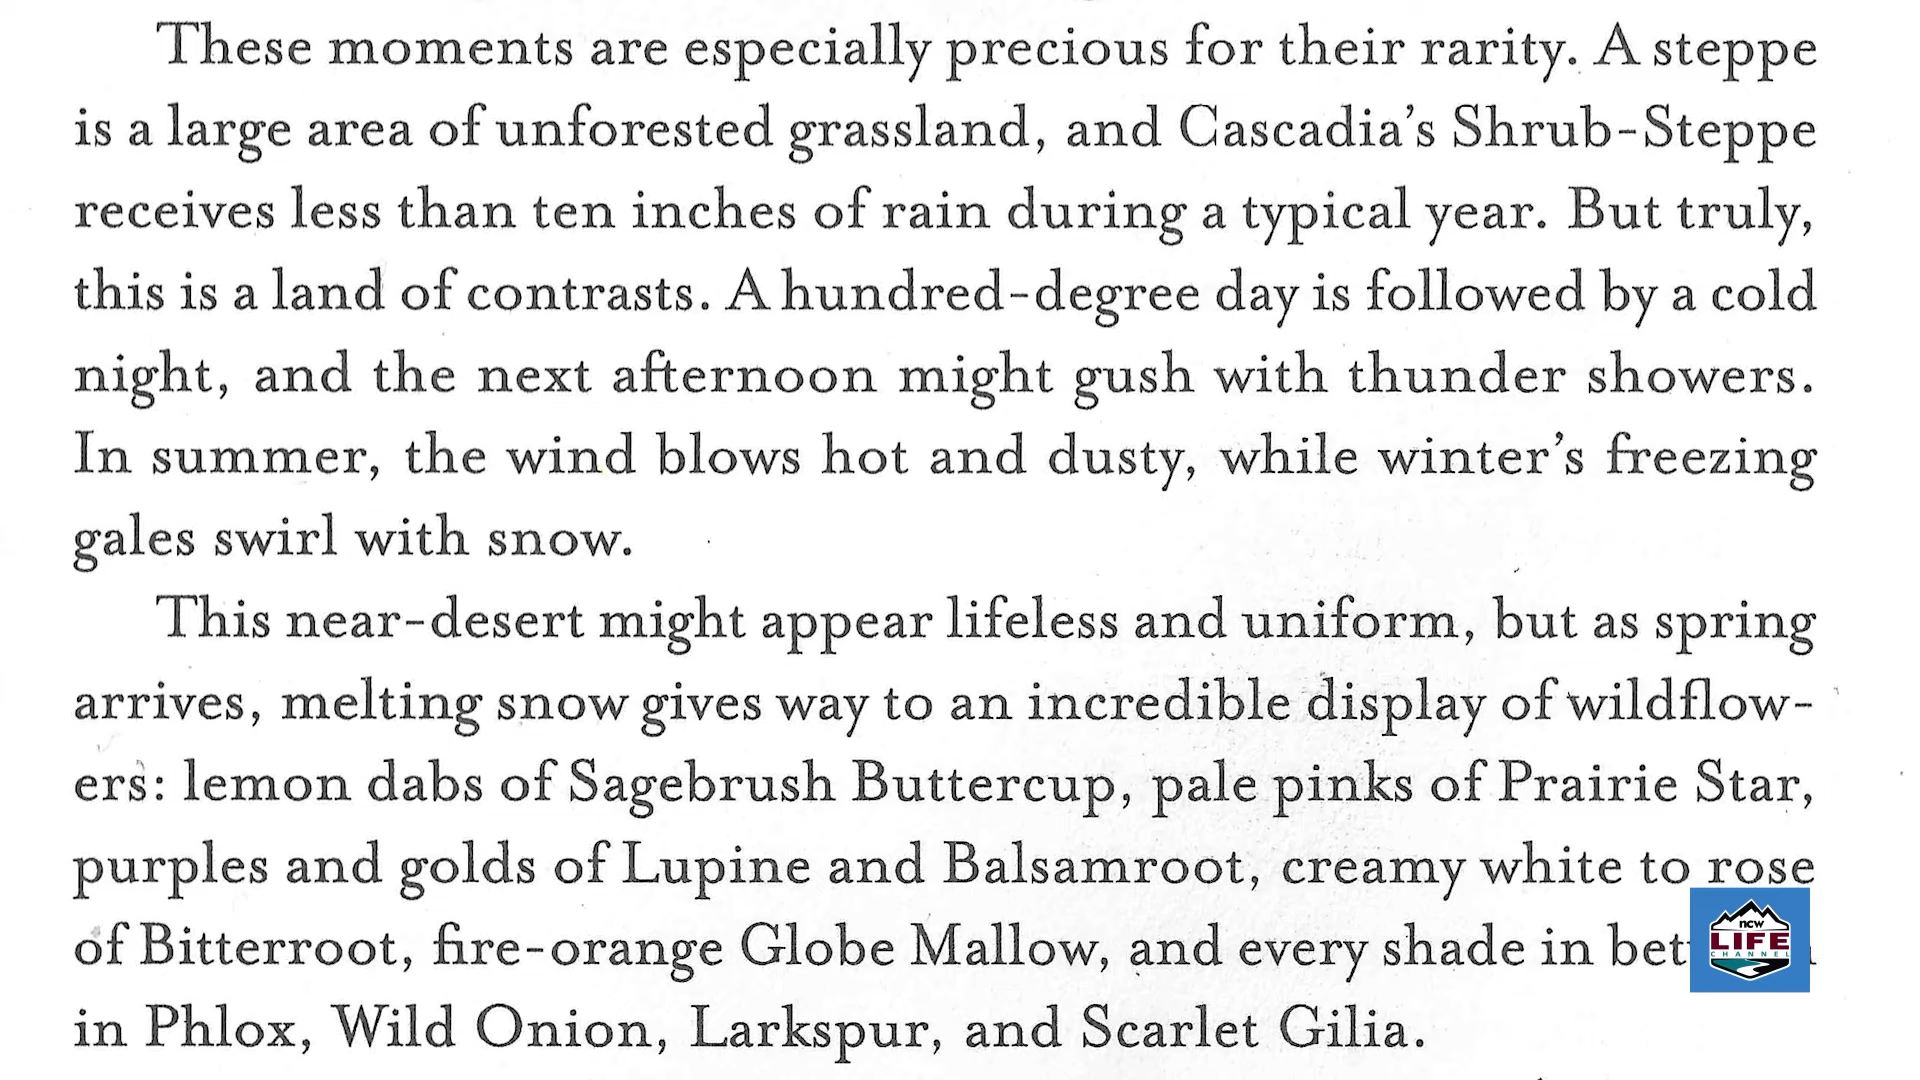 These moments are especially precious for their rarity. A steppe
is a large area of unforested grassland, and Cascadia's Shrub-Steppe
receives less than ten inches of rain during a typical year. But truly,
this is a land of contrasts. A hundred-degree day is followed by a cold
night, and the next afternoon might gush with thunder showers.
In summer, the wind blows hot and dusty, while winter's freezing
gales swirl with snow.
This near-desert might appear lifeless and uniform, but as spring
arrives, melting snow gives way to an incredible display of wildflow-
ers: lemon dabs of Sagebrush Buttercup, pale pinks of Prairie Star,
purples and golds of Lupine and Balsamroot, creamy white to rose
of Bitterroot, fire-orange Globe Mallow, and every shade in
in Phlox, Wild Onion, Larkspur, and Scarlet Gilia.
ncw
LIFE
CHANNEL